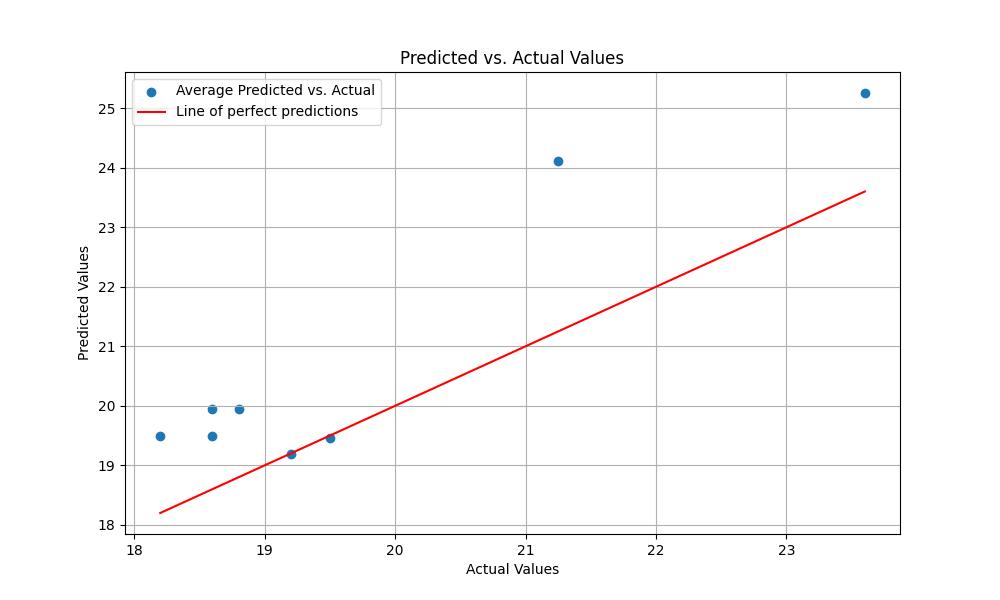 Predicted vs. Actual Values
Average Predicted vs. Actual
Line of perfect predictions
25
24
23
22
21
20
19
18
Predicted Values
18 19 20 21 22 23
Actual Values